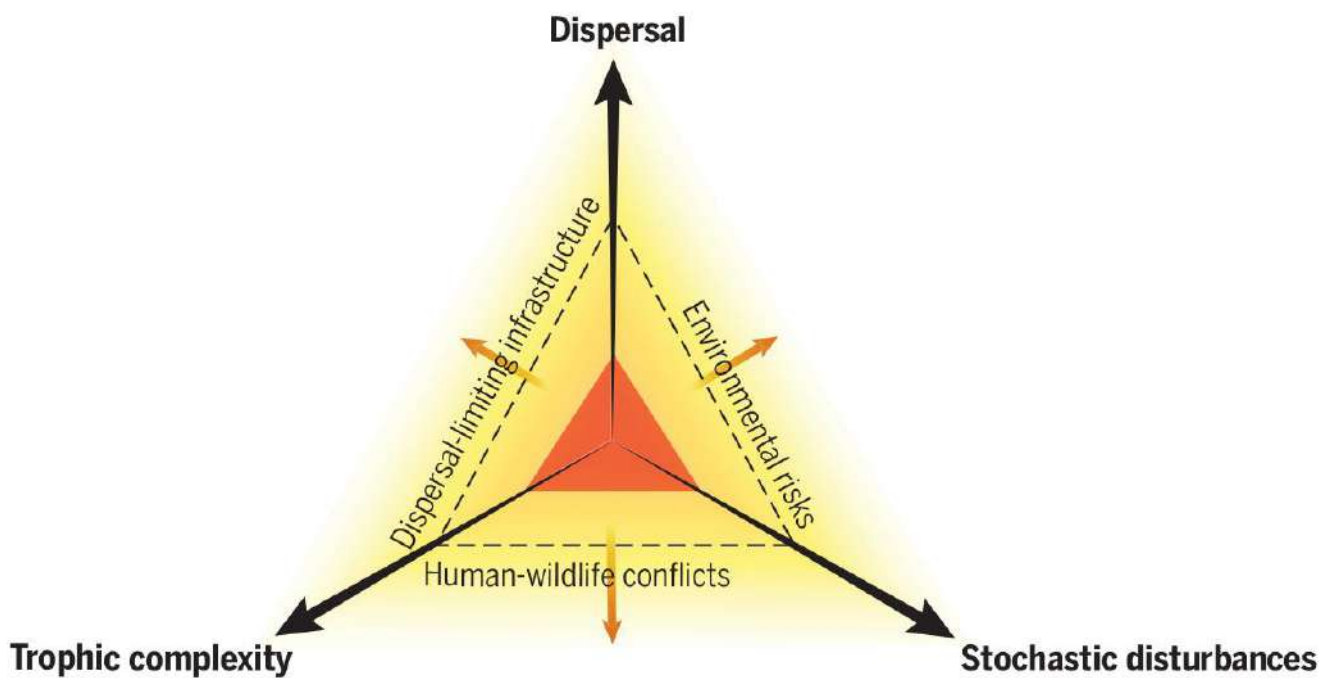 Dispersal
Dispersal-limiting infrastructure
Environmental risks
Human-wildlife conflicts
Trophic complexity
Stochastic disturbances